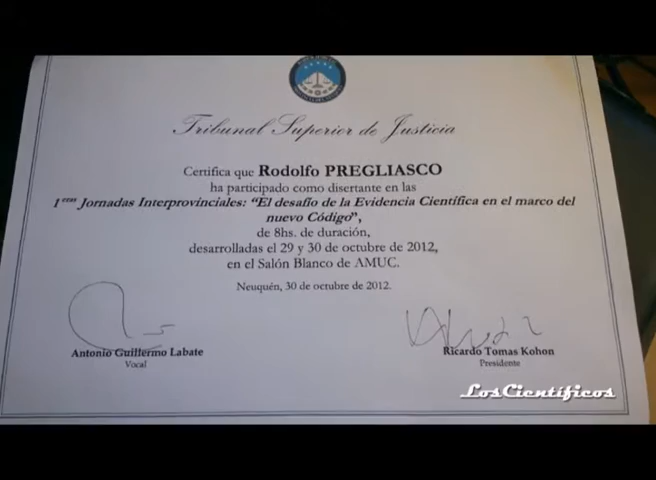 Tribunal Superior de Justicia
Certifica que Rodolfo PREGLIASCO
ha participado como disertante en las
1eras Jornadas Interprovinciales: "El desafío de la Evidencia Científica en el marco del
nuevo Código",
de 8hs. de duración,
desarrolladas el 29 y 30 de octubre de 2012,
en el Salón Blanco de AMUC.
Neuquén, 30 de octubre de 2012.
Antonio Guillermo Labate
Vocal
Ricardo Tomas Kohon
Presidente
LosCientíficos